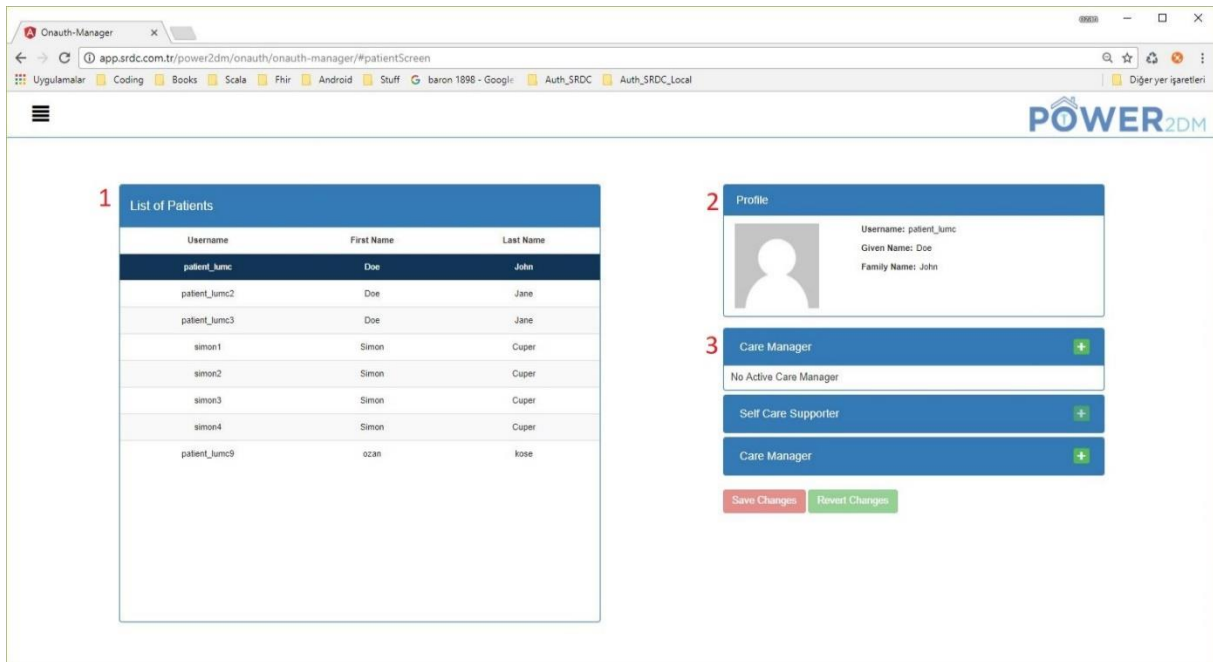 Onauth-Manager
app.srdc.com.tr/power2dm/onauth/onauth-manager/#patientScreen
Uygulamalar Coding Books Scala Fhir Android Stuff baron 1898 - Google Auth_SRDC Auth_SRDC_Local Diğer yer işaretleri
POWER2DM
1
List of Patients
Username First Name Last Name
patient_lumc Doe John
patient_lumc2 Doe Jane
patient_lumc3 Doe Jane
simon1 Simon Cuper
simon2 Simon Cuper
simon3 Simon Cuper
simon4 Simon Cuper
patient_lumc9 ozan kose
2
Profile
Username: patient_lumc
Given Name: Doe
Family Name: John
3
Care Manager
No Active Care Manager
Self Care Supporter
Care Manager
Save Changes Revert Changes